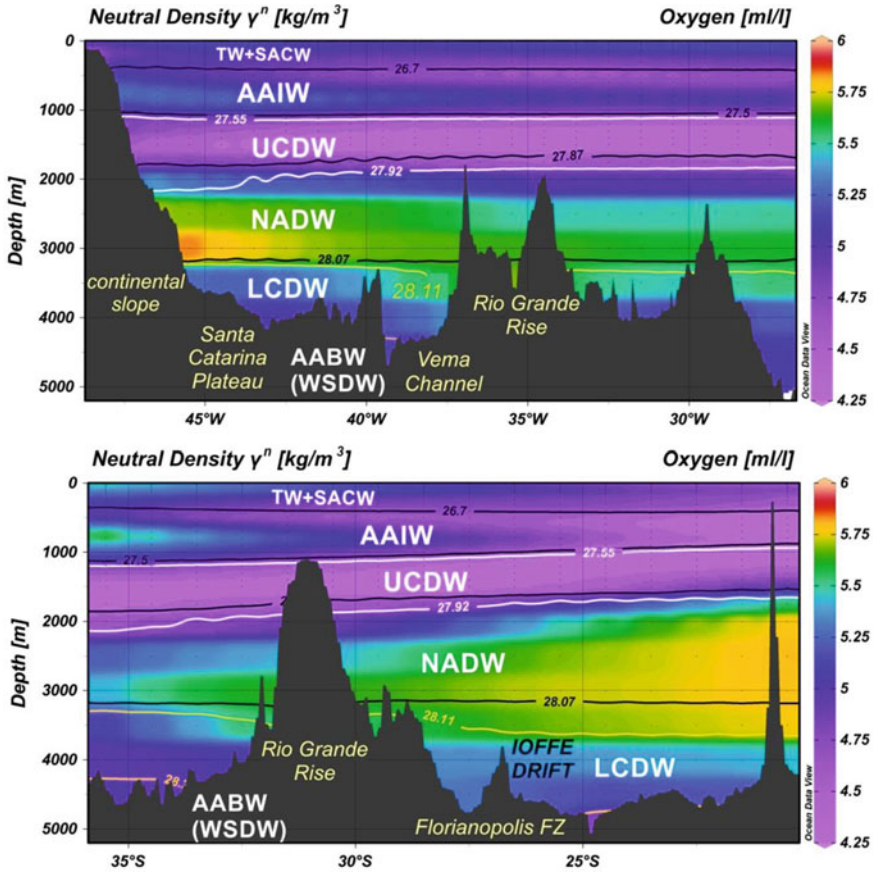 Neutral Density γⁿ [kg/m³] Oxygen [ml/l]
0
1000
2000
3000
4000
5000
Depth [m]
TW+SACW
26.7
AAIW
27.5
27.55
UCDW
27.87
27.92
NADW
28.07
continental
slope
LCDW
28.11
Rio Grande
Rise
Santa
Catarina
Plateau
AABW
(WSDW)
Vema
Channel
45°W 40°W 35°W 30°W
6
5.75
5.5
5.25
5
4.75
4.5
4.25
Ocean Data View
Neutral Density γⁿ [kg/m³] Oxygen [ml/l]
0
1000
2000
3000
4000
5000
Depth [m]
TW+SACW
26.7
AAIW
27.5
27.55
UCDW
27.92
NADW
28.07
28.11
Rio Grande
Rise
IOFFE
DRIFT
LCDW
AABW
(WSDW)
Florianopolis FZ
35°S 30°S 25°S
6
5.75
5.5
5.25
5
4.75
4.5
4.25
Ocean Data View